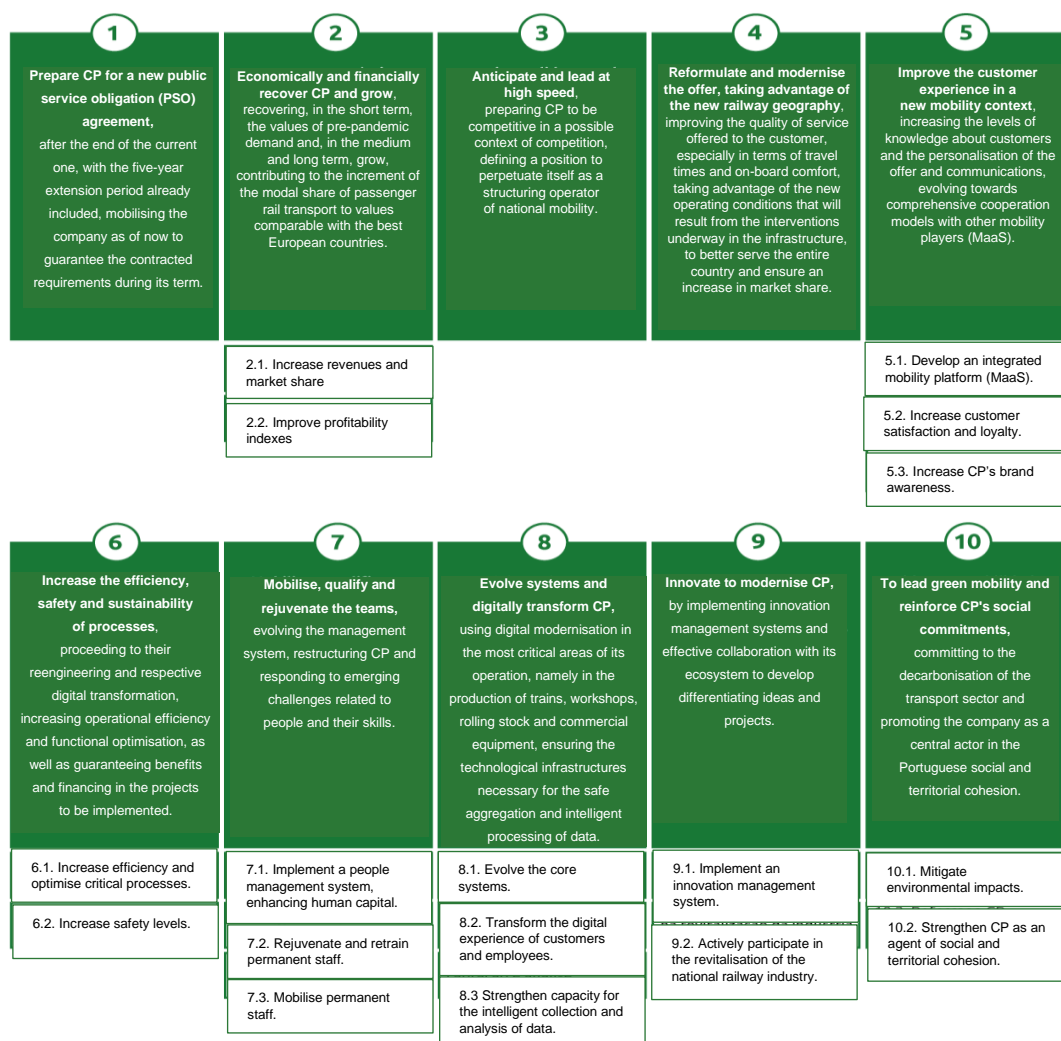 1
Prepare CP for a new public
service obligation (PSO)
agreement,
after the end of the current
one, with the five-year
extension period already
included, mobilising the
company as of now to
guarantee the contracted
requirements during its term.
2
Economically and financially
recover CP and grow,
recovering, in the short term,
the values of pre-pandemic
demand and, in the medium
and long term, grow,
contributing to the increment of
the modal share of passenger
rail transport to values
comparable with the best
European countries.
2.1. Increase revenues and
market share
2.2. Improve profitability
indexes
3
Anticipate and lead at
high speed,
preparing CP to be
competitive in a possible
context of competition,
defining a position to
perpetuate itself as a
structuring operator
of national mobility.
4
Reformulate and modernise
the offer, taking advantage of
the new railway geography,
improving the quality of service
offered to the customer,
especially in terms of travel
times and on-board comfort,
taking advantage of the new
operating conditions that will
result from the interventions
underway in the infrastructure,
to better serve the entire
country and ensure an
increase in market share.
5
Improve the customer
experience in a
new mobility context,
increasing the levels of
knowledge about customers
and the personalisation of the
offer and communications,
evolving towards
comprehensive cooperation
models with other mobility
players (MaaS).
5.1. Develop an integrated
mobility platform (MaaS).
5.2. Increase customer
satisfaction and loyalty.
5.3. Increase CP's brand
awareness.
6
Increase the efficiency,
safety and sustainability
of processes,
proceeding to their
reengineering and respective
digital transformation,
increasing operational efficiency
and functional optimisation, as
well as guaranteeing benefits
and financing in the projects
to be implemented.
6.1. Increase efficiency and
optimise critical processes.
6.2. Increase safety levels.
7
Mobilise, qualify and
rejuvenate the teams,
evolving the management
system, restructuring CP and
responding to emerging
challenges related to
people and their skills.
7.1. Implement a people
management system,
enhancing human capital.
7.2. Rejuvenate and retrain
permanent staff.
7.3. Mobilise permanent
staff.
8
Evolve systems and
digitally transform CP,
using digital modernisation in
the most critical areas of its
operation, namely in the
production of trains, workshops,
rolling stock and commercial
equipment, ensuring the
technological infrastructures
necessary for the safe
aggregation and intelligent
processing of data.
8.1. Evolve the core
systems.
8.2. Transform the digital
experience of customers
and employees.
8.3 Strengthen capacity for
the intelligent collection and
analysis of data.
9
Innovate to modernise CP,
by implementing innovation
management systems and
effective collaboration with its
ecosystem to develop
differentiating ideas and
projects.
9.1. Implement an
innovation management
system.
9.2. Actively participate in
the revitalisation of the
national railway industry.
10
To lead green mobility and
reinforce CP's social
commitments,
committing to the
decarbonisation of the
transport sector and
promoting the company as a
central actor in the
Portuguese social and
territorial cohesion.
10.1. Mitigate
environmental impacts.
10.2. Strengthen CP as an
agent of social and
territorial cohesion.